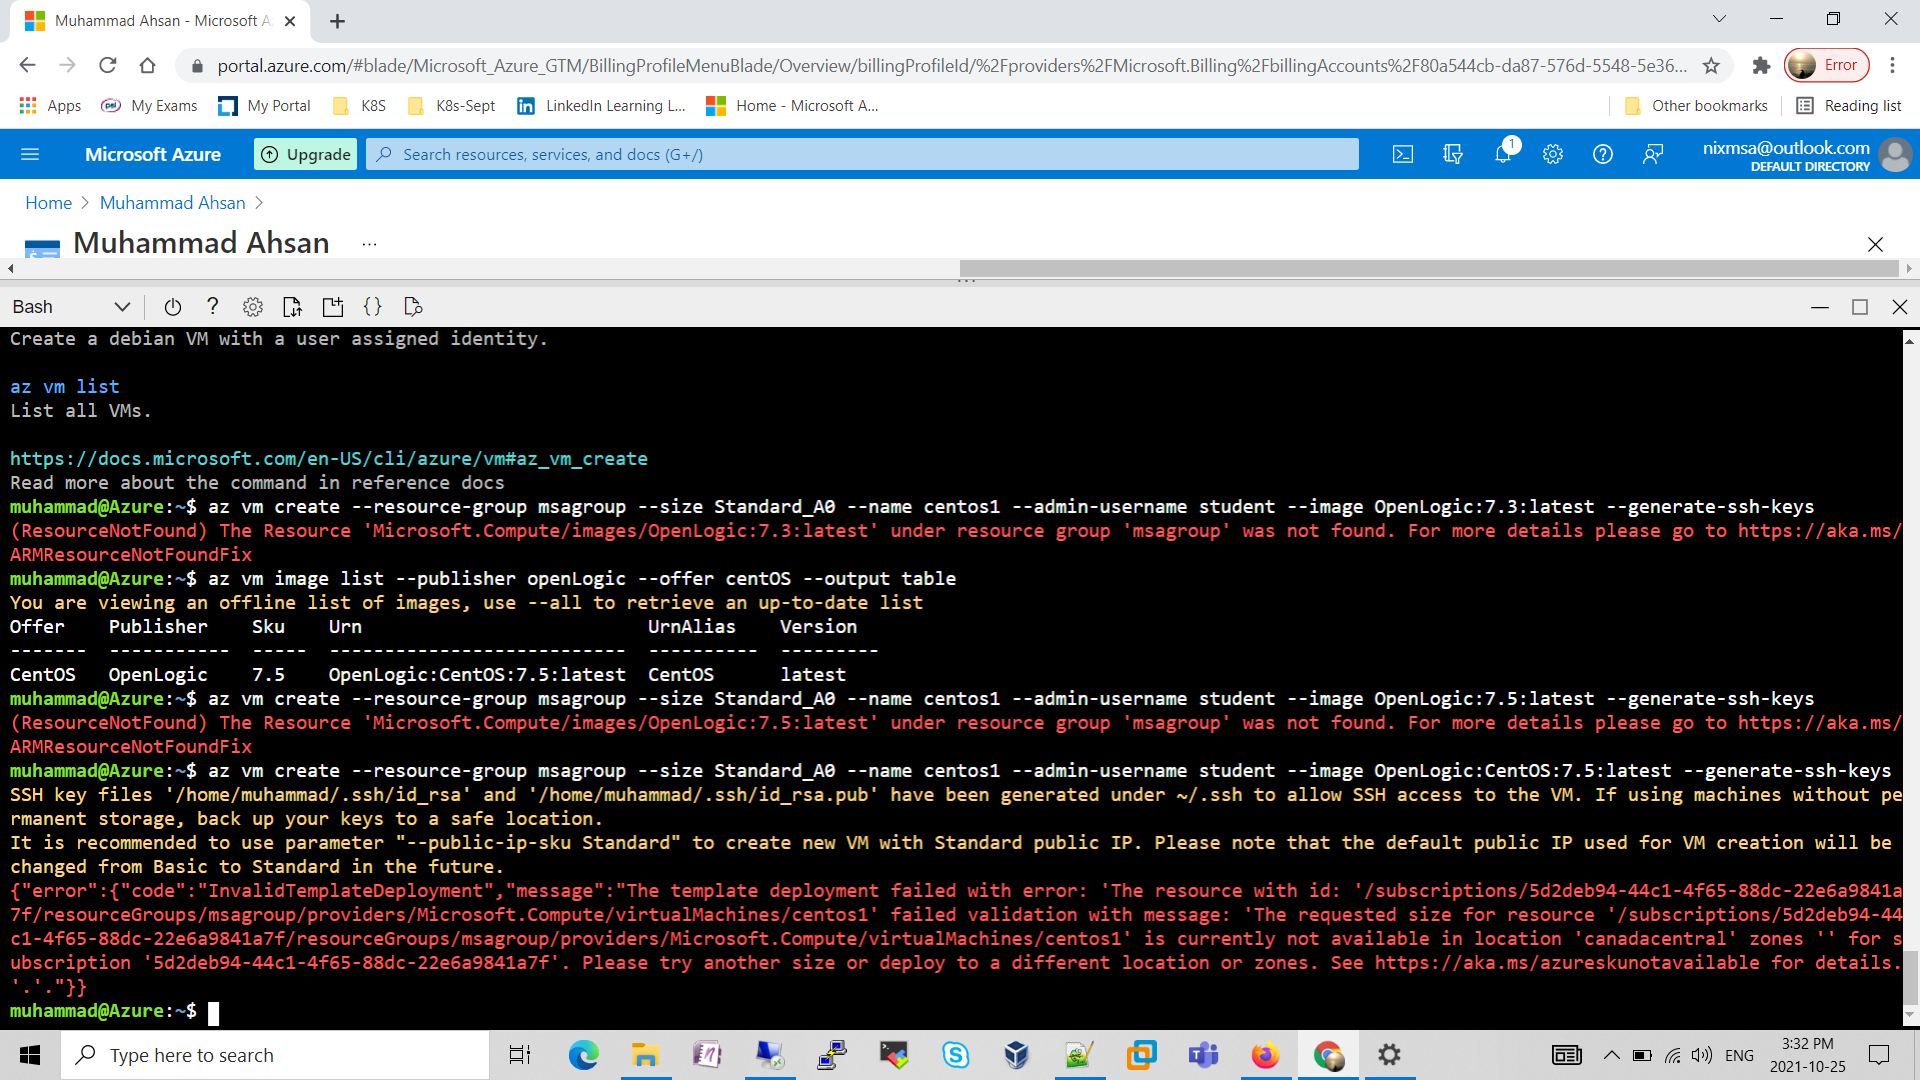 Muhammad Ahsan - Microsoft A
portal.azure.com/#blade/Microsoft_Azure_GTM/BillingProfileMenuBlade/Overview/billingProfileId/%2Fproviders%2FMicrosoft.Billing%2FbillingAccounts%2F80a544cb-da87-576d-5548-5e36... Error
Apps psi My Exams My Portal K8S K8s-Sept LinkedIn Learning L... Home - Microsoft A... Other bookmarks Reading list
Microsoft Azure Upgrade Search resources, services, and docs (G+/) 1 nixmsa@outlook.com
DEFAULT DIRECTORY
Home > Muhammad Ahsan >
Muhammad Ahsan ...
Bash
Create a debian VM with a user assigned identity.
az vm list
List all VMs.
https://docs.microsoft.com/en-US/cli/azure/vm#az_vm_create
Read more about the command in reference docs
muhammad@Azure:~$ az vm create --resource-group msagroup --size Standard_A0 --name centos1 --admin-username student --image OpenLogic:7.3:latest --generate-ssh-keys
(ResourceNotFound) The Resource 'Microsoft.Compute/images/OpenLogic:7.3:latest' under resource group 'msagroup' was not found. For more details please go to https://aka.ms/
ARMResourceNotFoundFix
muhammad@Azure:~$ az vm image list --publisher openLogic --offer centOS --output table
You are viewing an offline list of images, use --all to retrieve an up-to-date list
Offer Publisher Sku Urn UrnAlias Version
------- ----------- ----- --------------------------- ---------- ---------
CentOS OpenLogic 7.5 OpenLogic:CentOS:7.5:latest CentOS latest
muhammad@Azure:~$ az vm create --resource-group msagroup --size Standard_A0 --name centos1 --admin-username student --image OpenLogic:7.5:latest --generate-ssh-keys
(ResourceNotFound) The Resource 'Microsoft.Compute/images/OpenLogic:7.5:latest' under resource group 'msagroup' was not found. For more details please go to https://aka.ms/
ARMResourceNotFoundFix
muhammad@Azure:~$ az vm create --resource-group msagroup --size Standard_A0 --name centos1 --admin-username student --image OpenLogic:CentOS:7.5:latest --generate-ssh-keys
SSH key files '/home/muhammad/.ssh/id_rsa' and '/home/muhammad/.ssh/id_rsa.pub' have been generated under ~/.ssh to allow SSH access to the VM. If using machines without pe
rmanent storage, back up your keys to a safe location.
It is recommended to use parameter "--public-ip-sku Standard" to create new VM with Standard public IP. Please note that the default public IP used for VM creation will be
changed from Basic to Standard in the future.
{"error":{"code":"InvalidTemplateDeployment","message":"The template deployment failed with error: 'The resource with id: '/subscriptions/5d2deb94-44c1-4f65-88dc-22e6a9841a
7f/resourceGroups/msagroup/providers/Microsoft.Compute/virtualMachines/centos1' failed validation with message: 'The requested size for resource '/subscriptions/5d2deb94-44
c1-4f65-88dc-22e6a9841a7f/resourceGroups/msagroup/providers/Microsoft.Compute/virtualMachines/centos1' is currently not available in location 'canadacentral' zones '' for s
ubscription '5d2deb94-44c1-4f65-88dc-22e6a9841a7f'. Please try another size or deploy to a different location or zones. See https://aka.ms/azureskunotavailable for details.
'.'."}}
muhammad@Azure:~$
Type here to search ENG 3:32 PM
2021-10-25